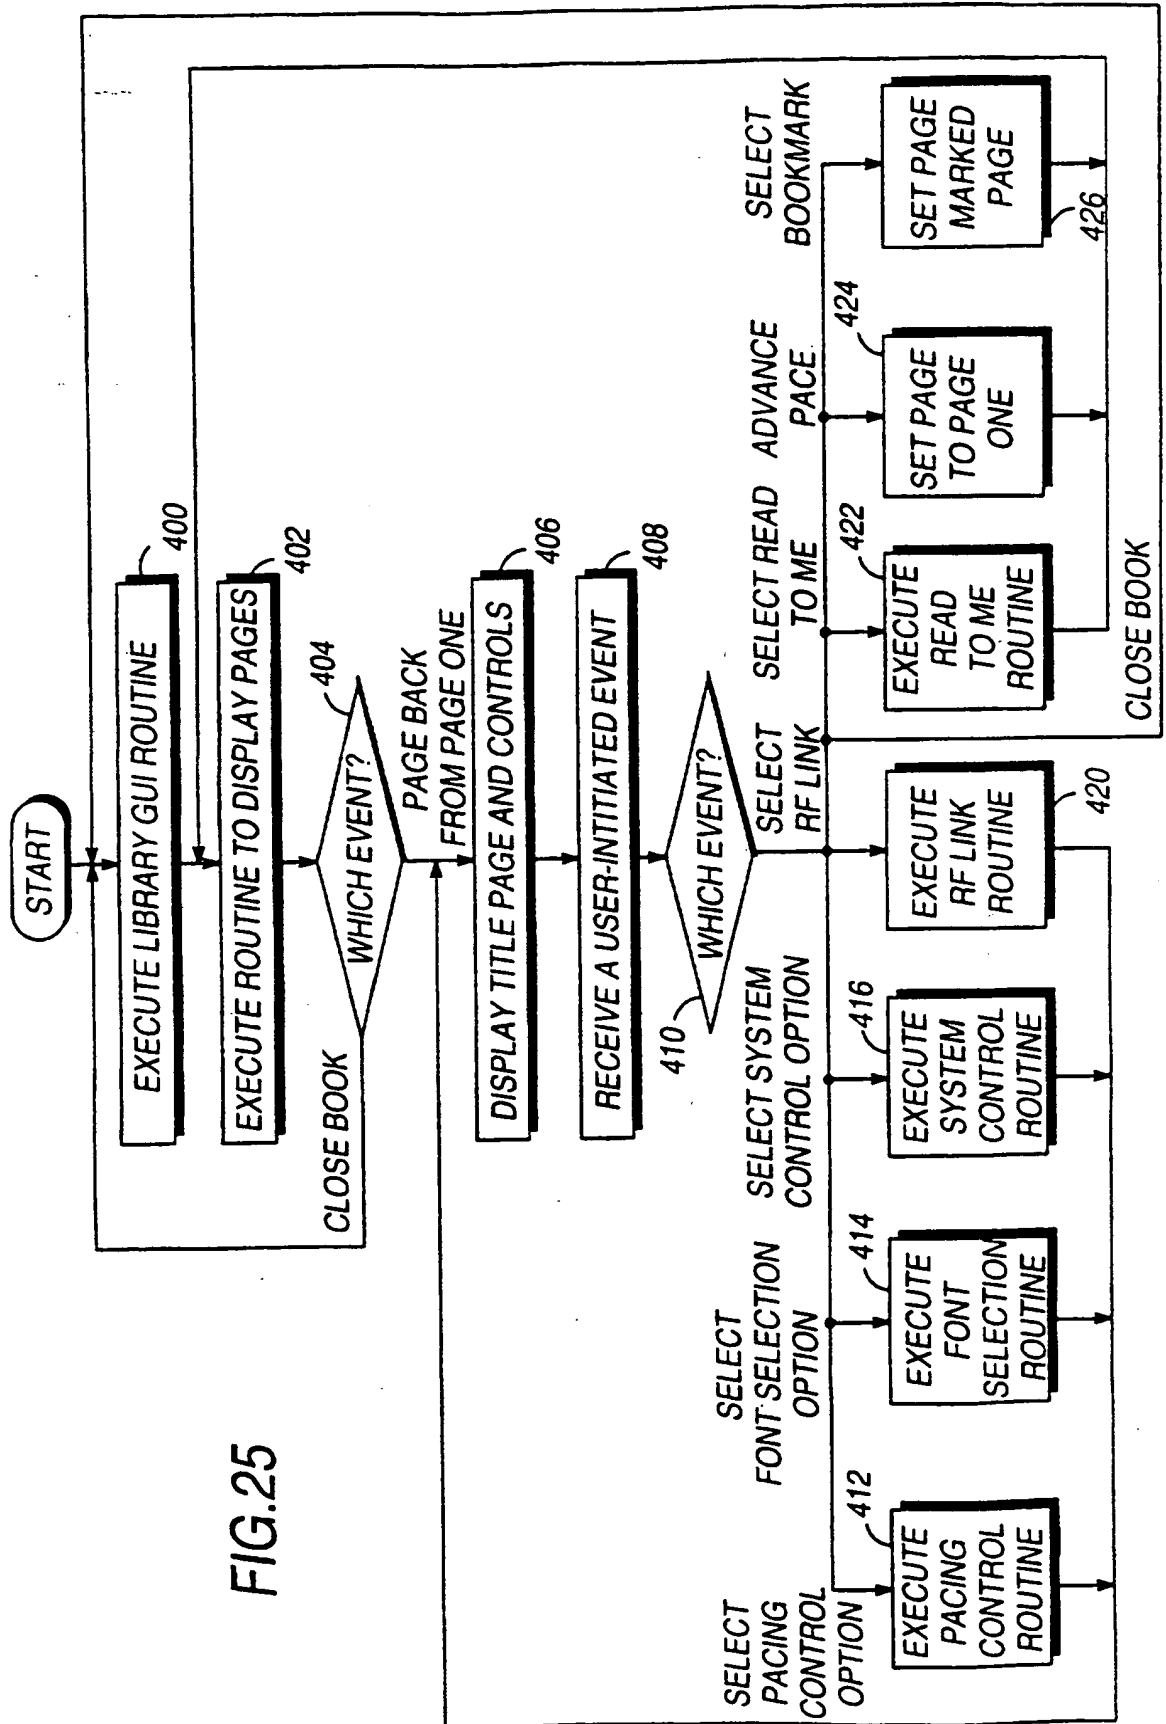 FIG.25
START
EXECUTE LIBRARY GUI ROUTINE
400
EXECUTE ROUTINE TO DISPLAY PAGES
402
WHICH EVENT?
404
CLOSE BOOK
PAGE BACK
FROM PAGE ONE
DISPLAY TITLE PAGE AND CONTROLS
406
RECEIVE A USER-INTITIATED EVENT
408
WHICH EVENT?
410
SELECT
PACING
CONTROL
OPTION
SELECT
FONT SELECTION
OPTION
SELECT SYSTEM
CONTROL OPTION
SELECT
RF LINK
SELECT READ
TO ME
ADVANCE
PACE
SELECT
BOOKMARK
412
EXECUTE
PACING
CONTROL
ROUTINE
414
EXECUTE
FONT
SELECTION
ROUTINE
416
EXECUTE
SYSTEM
CONTROL
ROUTINE
EXECUTE
RF LINK
ROUTINE
420
422
EXECUTE
READ
TO ME
ROUTINE
424
SET PAGE
TO PAGE
ONE
SET PAGE
MARKED
PAGE
426
CLOSE BOOK